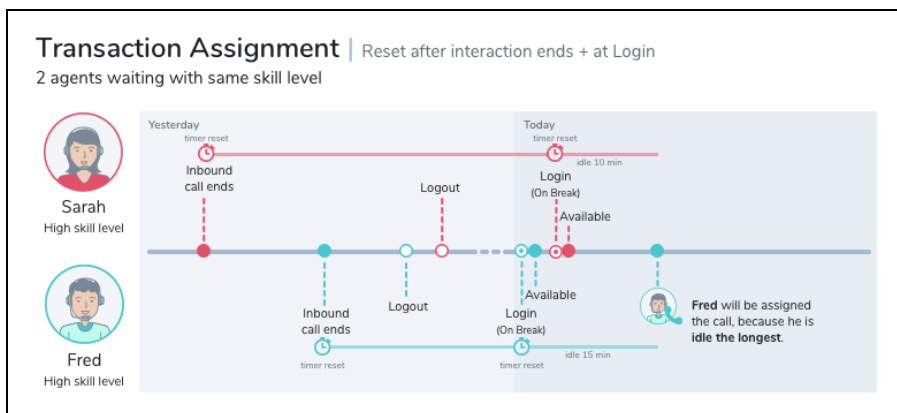 Transaction Assignment | Reset after interaction ends + at Login
2 agents waiting with same skill level
Yesterday
Today
timer reset
timer reset
idle 10 min
Inbound
call ends
Login
(On Break)
Logout
Available
Sarah
High skill level
Available
Logout
Inbound
call ends
Login
(On Break)
Fred will be assigned
the call, because he is
idle the longest.
idle 15 min
timer reset
timer reset
Fred
High skill level